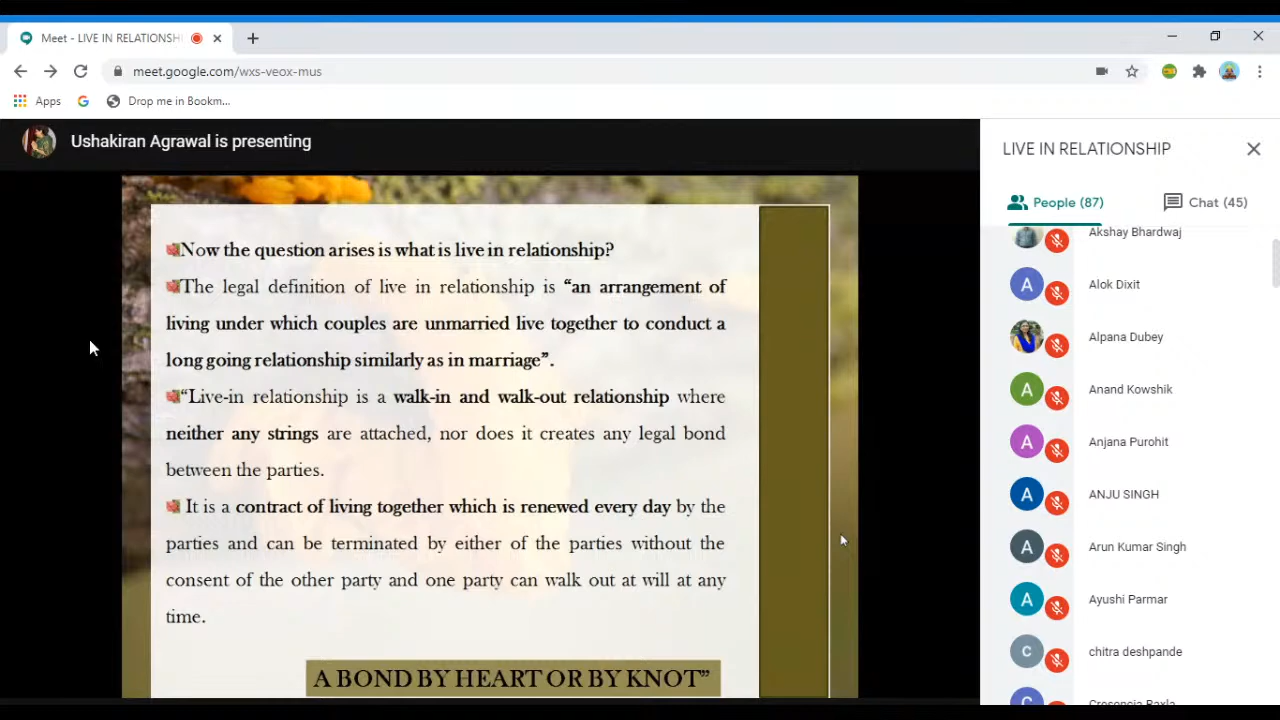 Meet - LIVE IN RELATIONSH
meet.google.com/wxs-veox-mus
Apps
Drop me in Bookm...
Ushakiran Agrawal is presenting
Now the question arises is what is live in relationship?
The legal definition of live in relationship is “an arrangement of
living under which couples are unmarried live together to conduct a
long going relationship similarly as in marriage”.
“Live-in relationship is a walk-in and walk-out relationship where
neither any strings are attached, nor does it creates any legal bond
between the parties.
It is a contract of living together which is renewed every day by the
parties and can be terminated by either of the parties without the
consent of the other party and one party can walk out at will at any
time.
A BOND BY HEART OR BY KNOT”
LIVE IN RELATIONSHIP
People (87)
Chat (45)
Akshay Bhardwaj
A
Alok Dixit
Alpana Dubey
A
Anand Kowshik
A
Anjana Purohit
A
ANJU SINGH
A
Arun Kumar Singh
A
Ayushi Parmar
C
chitra deshpande